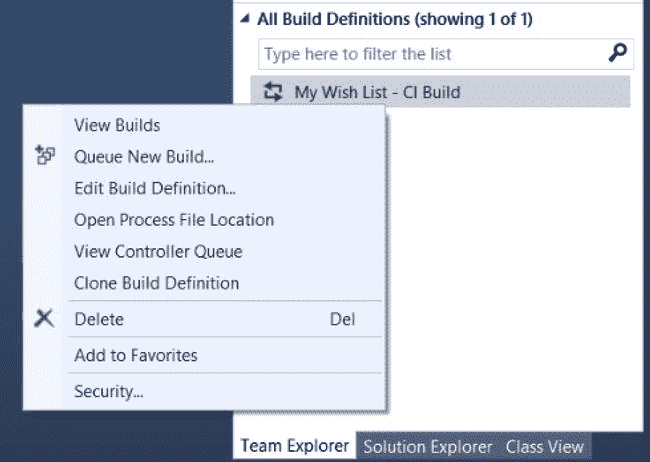 All Build Definitions (showing 1 of 1)
Type here to filter the list
My Wish List - CI Build
View Builds
Queue New Build...
Edit Build Definition...
Open Process File Location
View Controller Queue
Clone Build Definition
Delete Del
Add to Favorites
Security...
Team Explorer Solution Explorer Class View